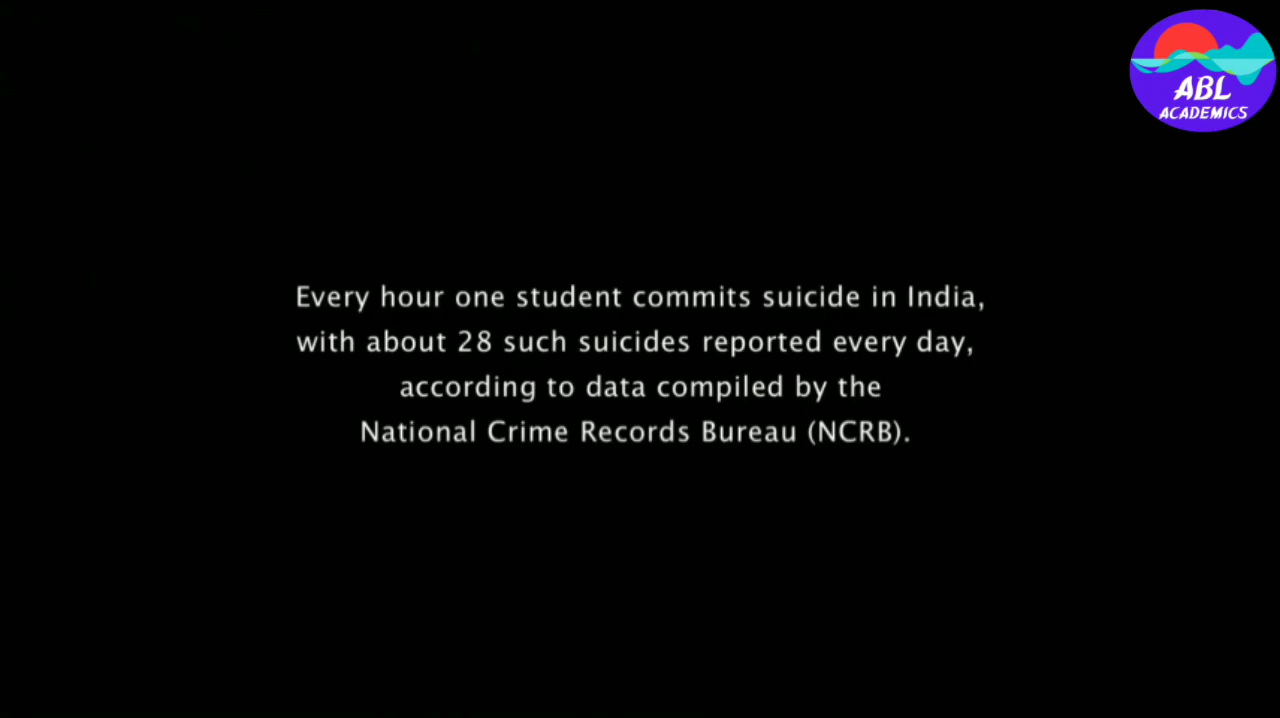 ABL
ACADEMICS
Every hour one student commits suicide in India,
with about 28 such suicides reported every day,
according to data compiled by the
National Crime Records Bureau (NCRB).